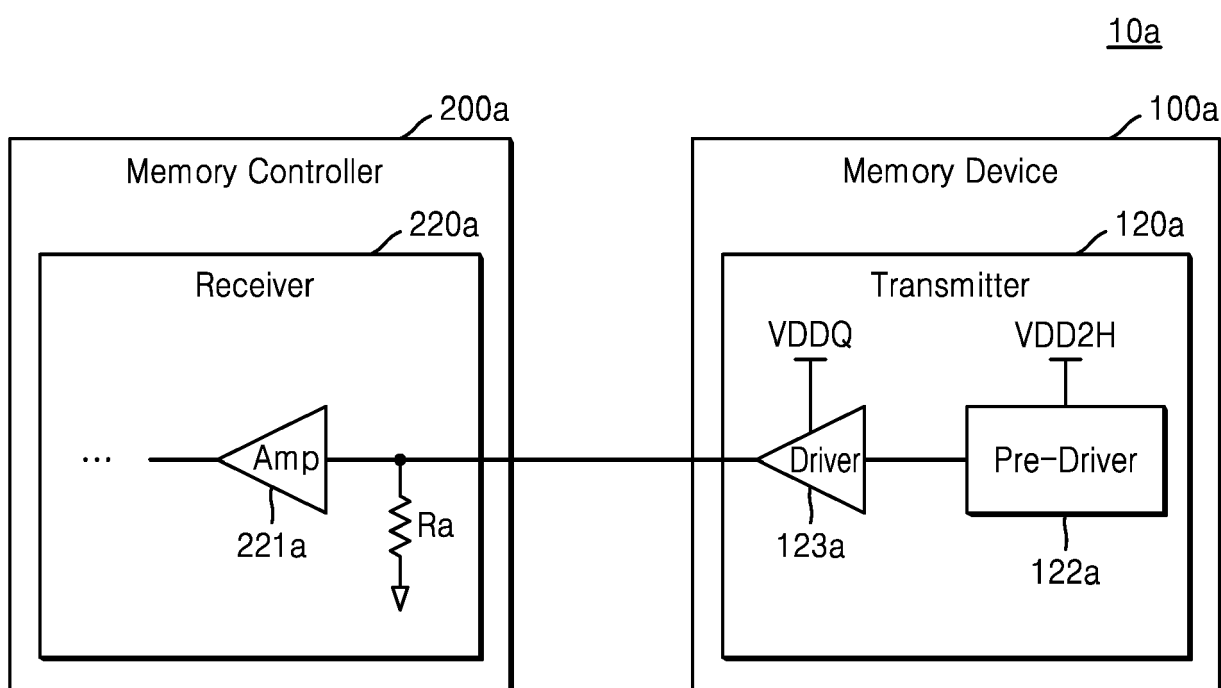 10a
200a
100a
Memory Controller
Memory Device
220a
120a
Receiver
Transmitter
VDDQ
VDD2H
...
Amp
Driver
Pre-Driver
Ra
221a
123a
122a